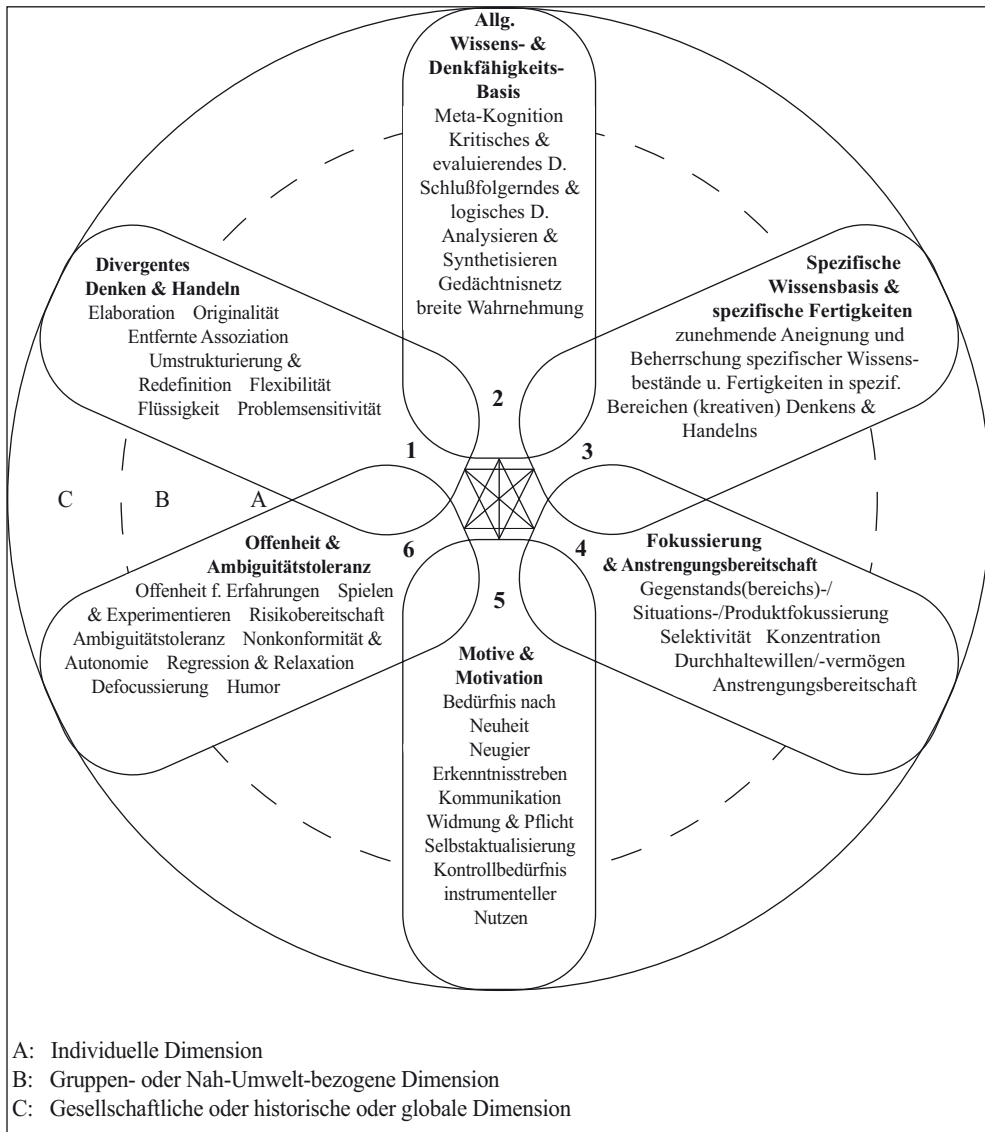 Allg.
Wissens- &
Denkfähigkeits-
Basis
Meta-Kognition
Kritisches &
evaluierendes D.
Schlußfolgerndes &
logisches D.
Analysieren &
Synthetisieren
Gedächtnisnetz
breite Wahrnehmung
2
Divergentes
Denken & Handeln
Elaboration Originalität
Entfernte Assoziation
Umstrukturierung &
Redefinition Flexibilität
Flüssigkeit Problemsensitivität
1
Spezifische
Wissensbasis &
spezifische Fertigkeiten
zunehmende Aneignung und
Beherrschung spezifischer Wissens-
bestände u. Fertigkeiten in spezif.
Bereichen (kreativen) Denkens &
Handelns
3
C B A
6
Offenheit &
Ambiguitätstoleranz
Offenheit f. Erfahrungen Spielen
& Experimentieren Risikobereitschaft
Ambiguitätstoleranz Nonkonformität &
Autonomie Regression & Relaxation
Defocussierung Humor
5
Motive &
Motivation
Bedürfnis nach
Neuheit
Neugier
Erkenntnisstreben
Kommunikation
Widmung & Pflicht
Selbstaktualisierung
Kontrollbedürfnis
instrumenteller
Nutzen
4
Fokussierung
& Anstrengungsbereitschaft
Gegenstands(bereichs)-/
Situations-/Produktfokussierung
Selektivität Konzentration
Durchhaltewillen/-vermögen
Anstrengungsbereitschaft
A: Individuelle Dimension
B: Gruppen- oder Nah-Umwelt-bezogene Dimension
C: Gesellschaftliche oder historische oder globale Dimension